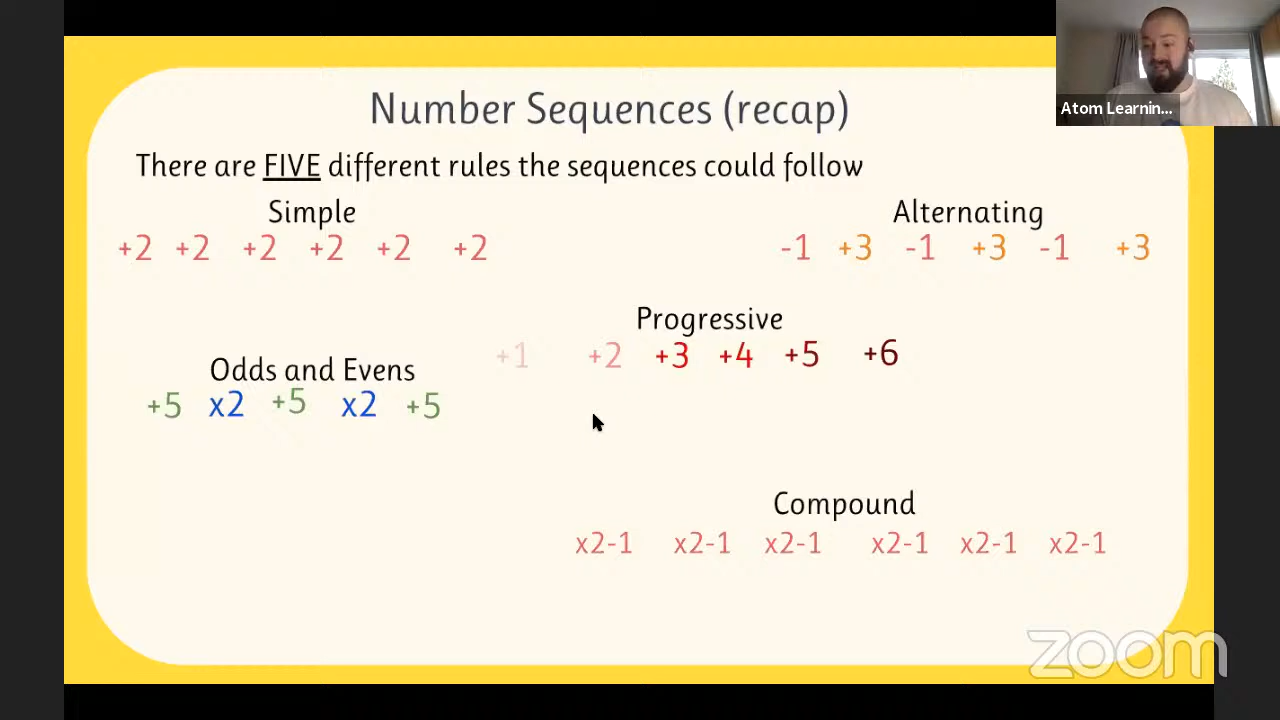 Number Sequences (recap)
Atom Learnin...
There are FIVE different rules the sequences could follow
Simple
+2 +2 +2 +2 +2 +2
Alternating
-1 +3 -1 +3 -1 +3
Progressive
+1 +2 +3 +4 +5 +6
Odds and Evens
+5 x2 +5 x2 +5
Compound
x2-1 x2-1 x2-1 x2-1 x2-1 x2-1
zoom